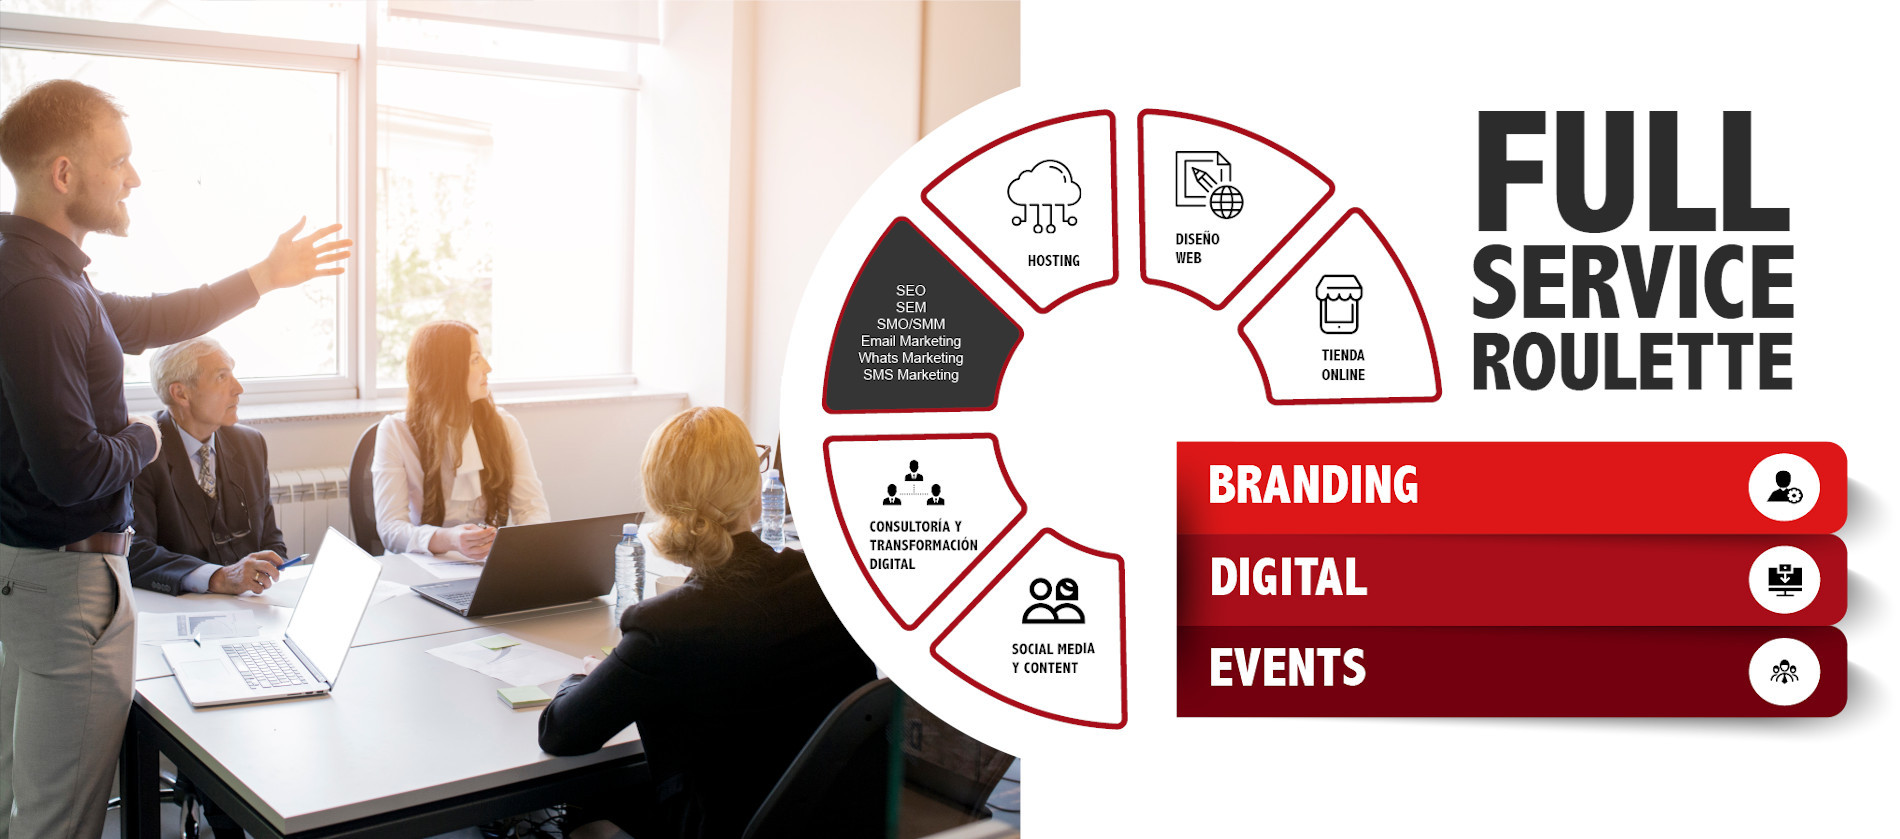 FULL
SERVICE
ROULETTE
HOSTING
DISEÑO
WEB
TIENDA
ONLINE
SEO
SEM
SMO/SMM
Email Marketing
Whats Marketing
SMS Marketing
CONSULTORÍA Y
TRANSFORMACIÓN
DIGITAL
SOCIAL MEDIA
Y CONTENT
BRANDING
DIGITAL
EVENTS